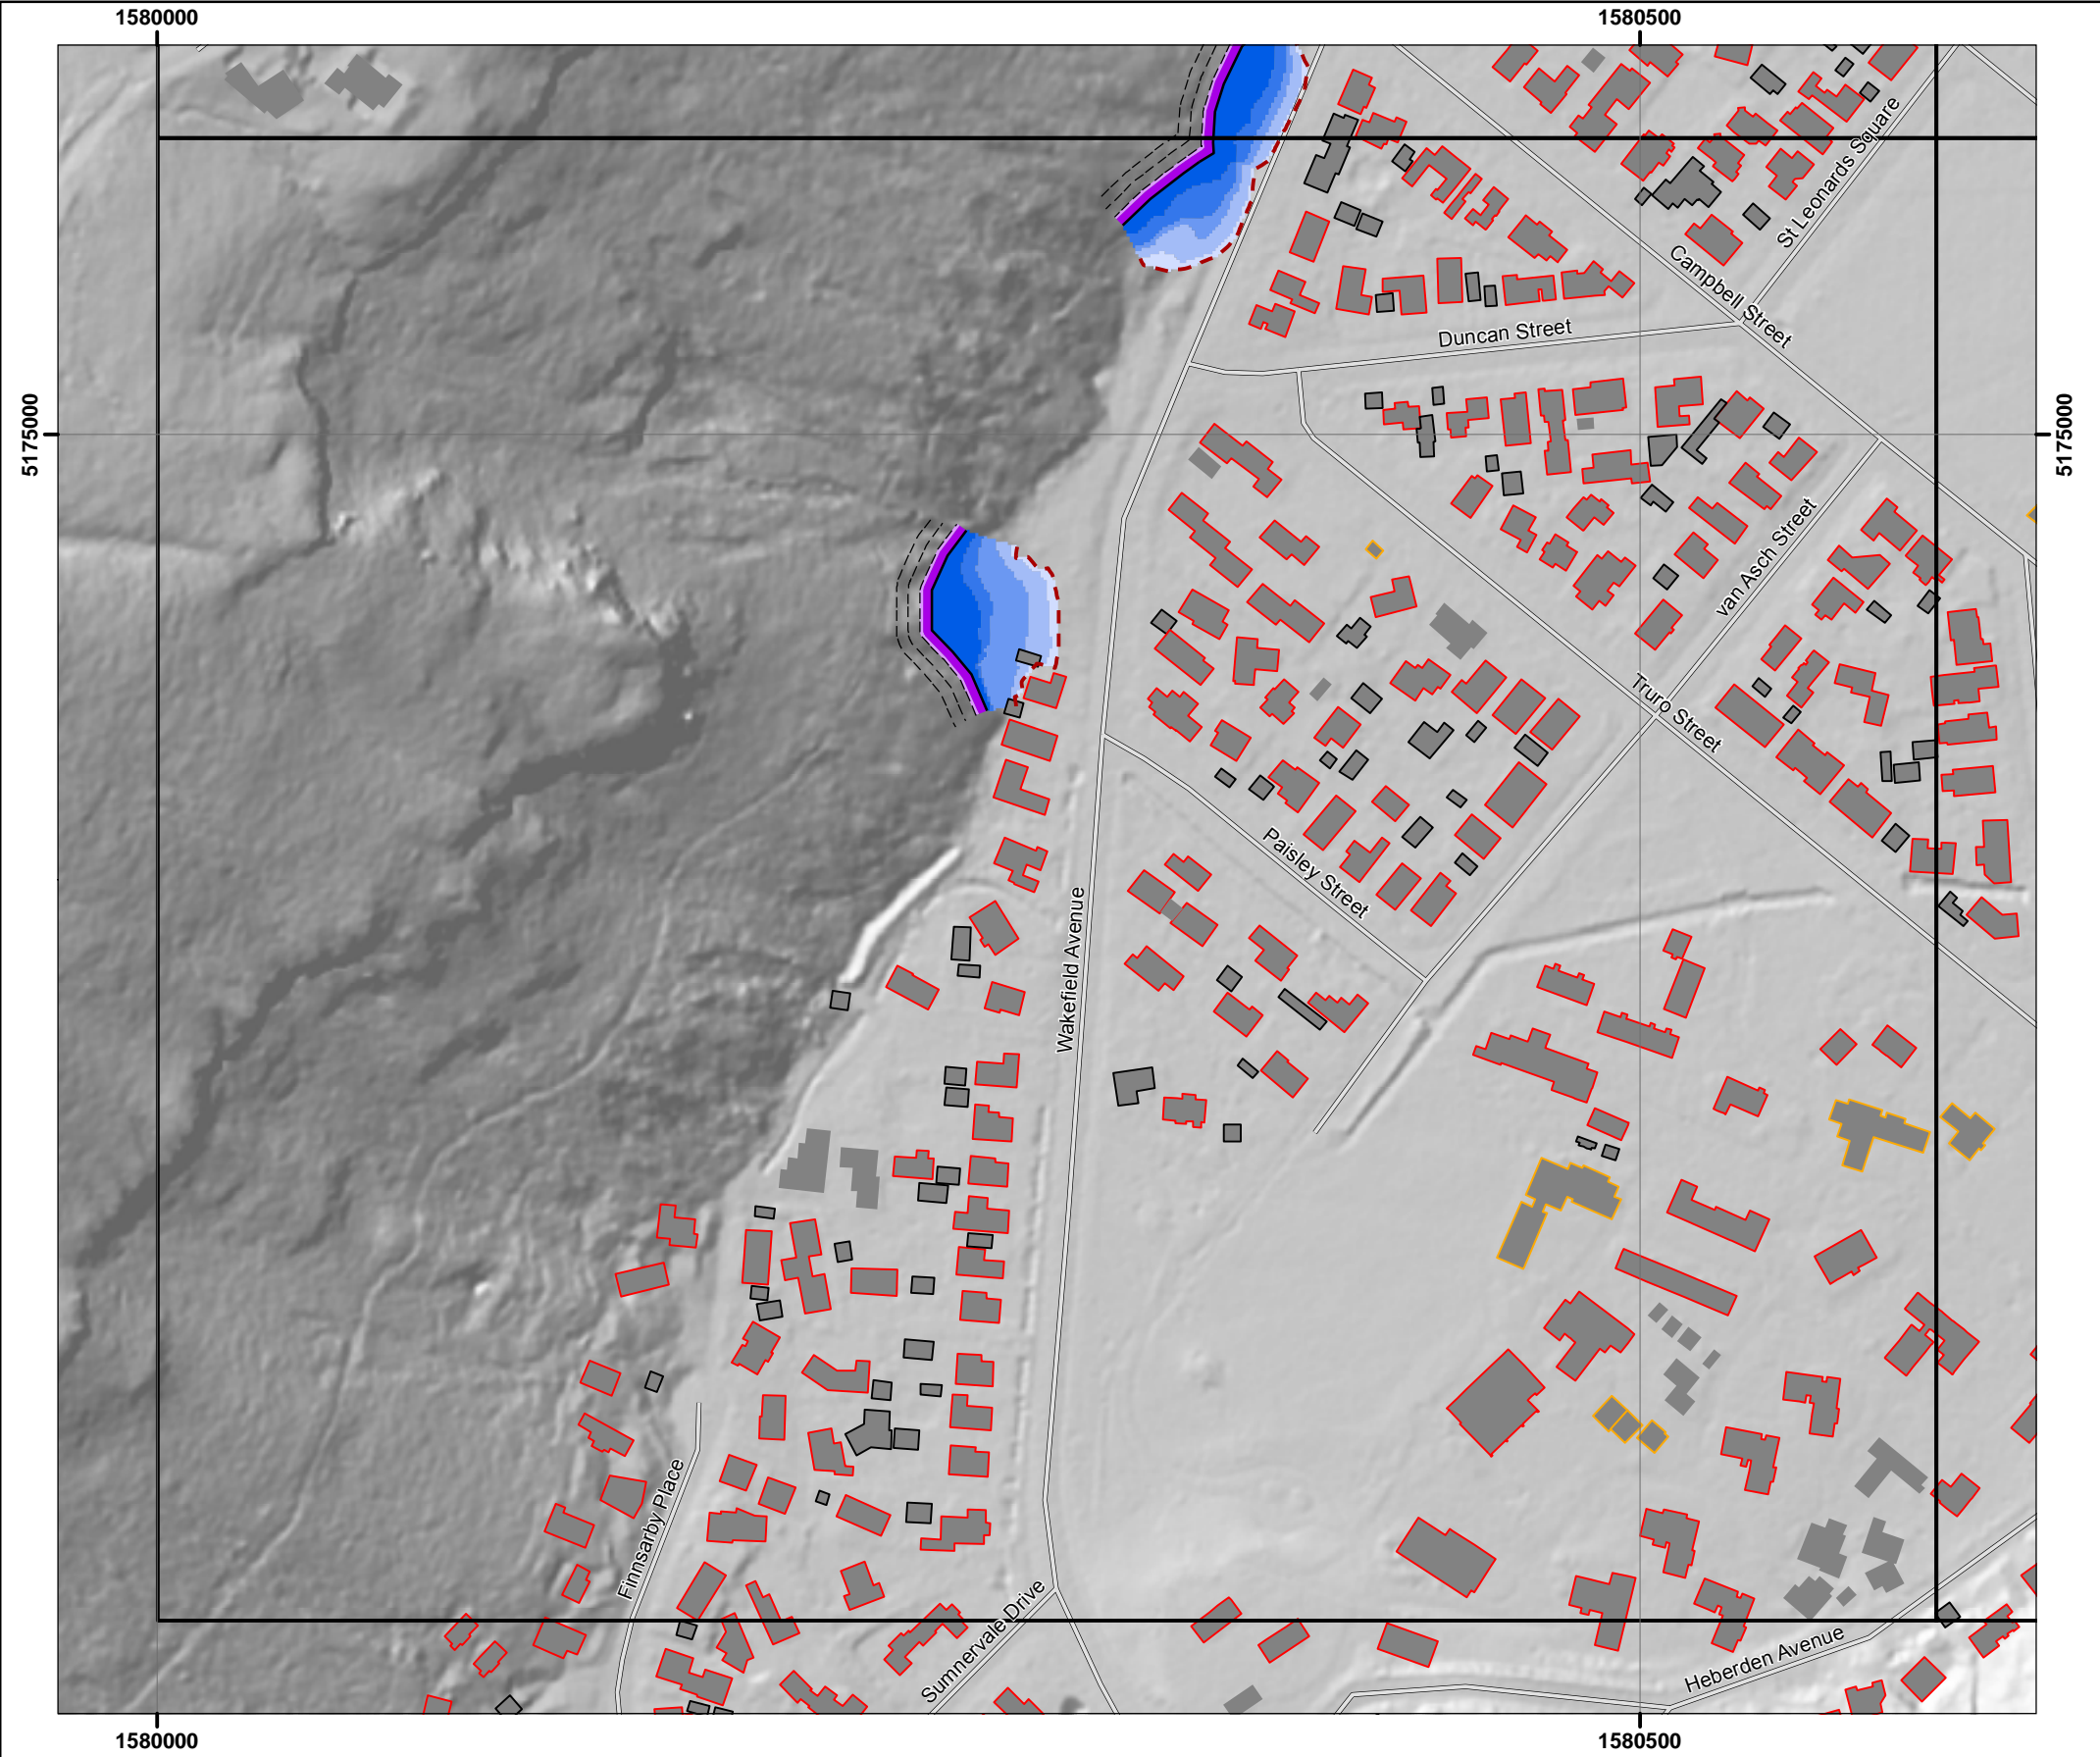 1580000
1580500
St Leonards Square
Campbell Street
Duncan Street
5175000
5175000
van Asch Street
Truro Street
Paisley Street
Wakefield Avenue
Finnsarby Place
Sumnervale Drive
Heberden Avenue
1580000
1580500